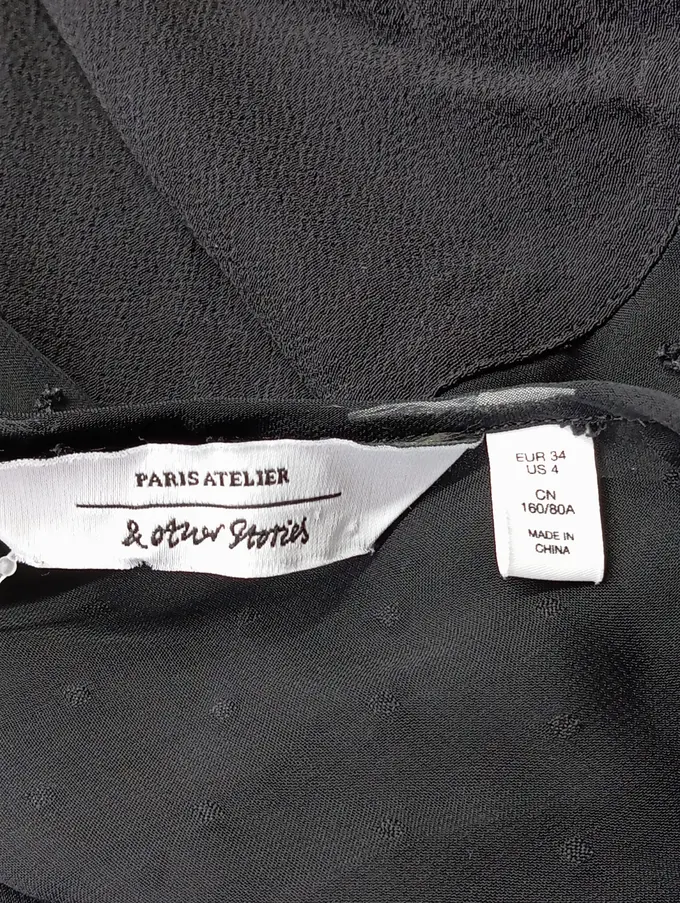 PARIS ATELIER
& other Stories
EUR 34
US 4
CN
160/80A
MADE IN
CHINA